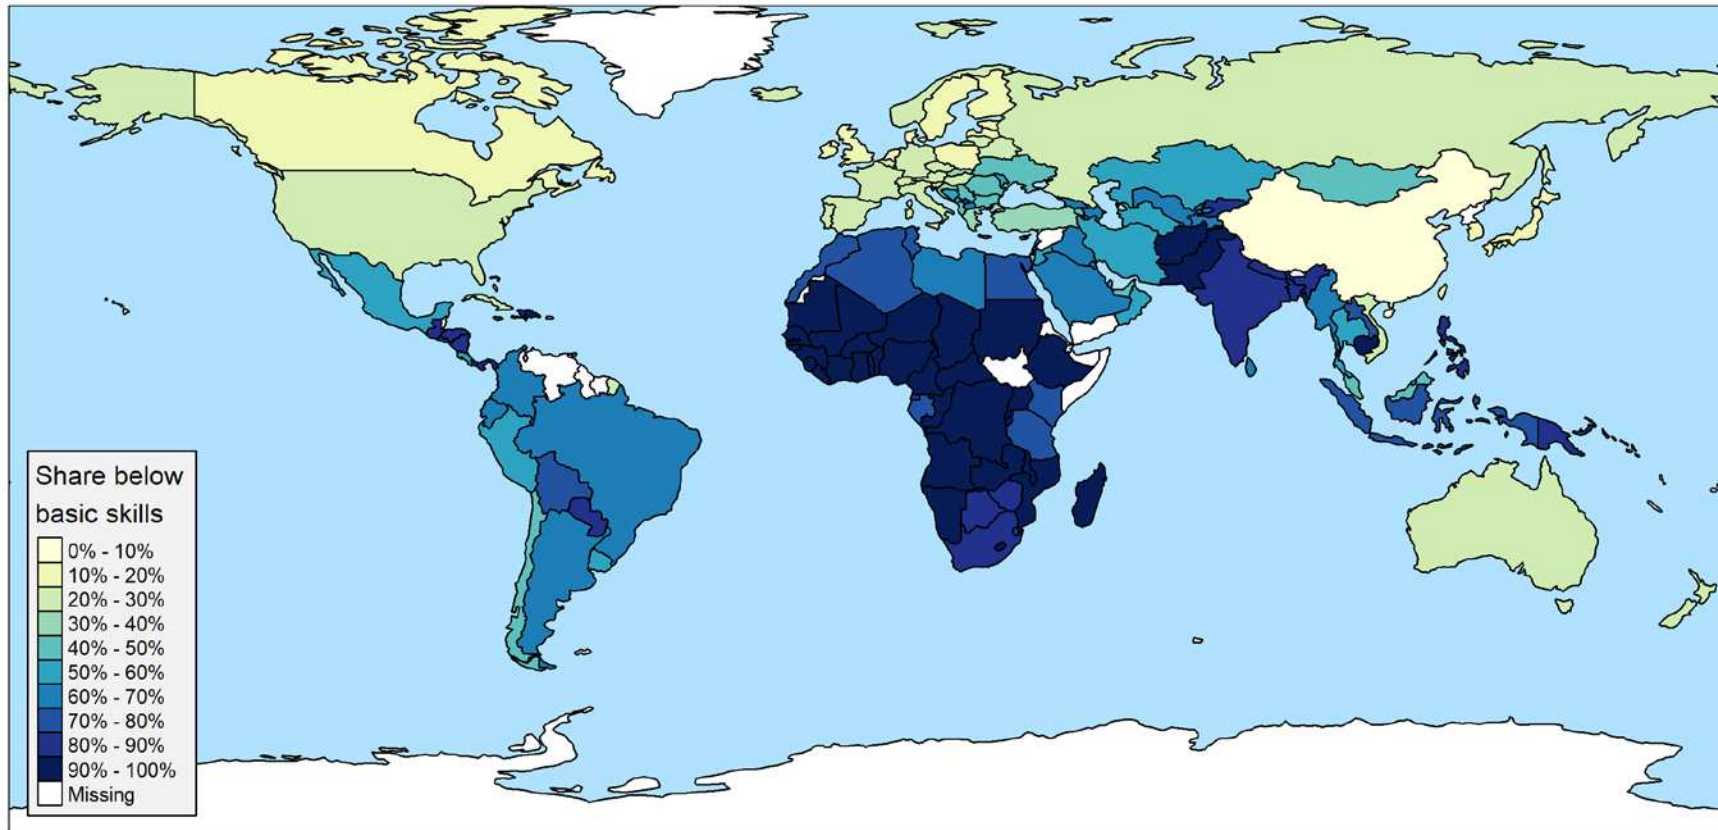 Share below
basic skills
0% - 10%
10% - 20%
20% - 30%
30% - 40%
40% - 50%
50% - 60%
60% - 70%
70% - 80%
80% - 90%
90% - 100%
Missing